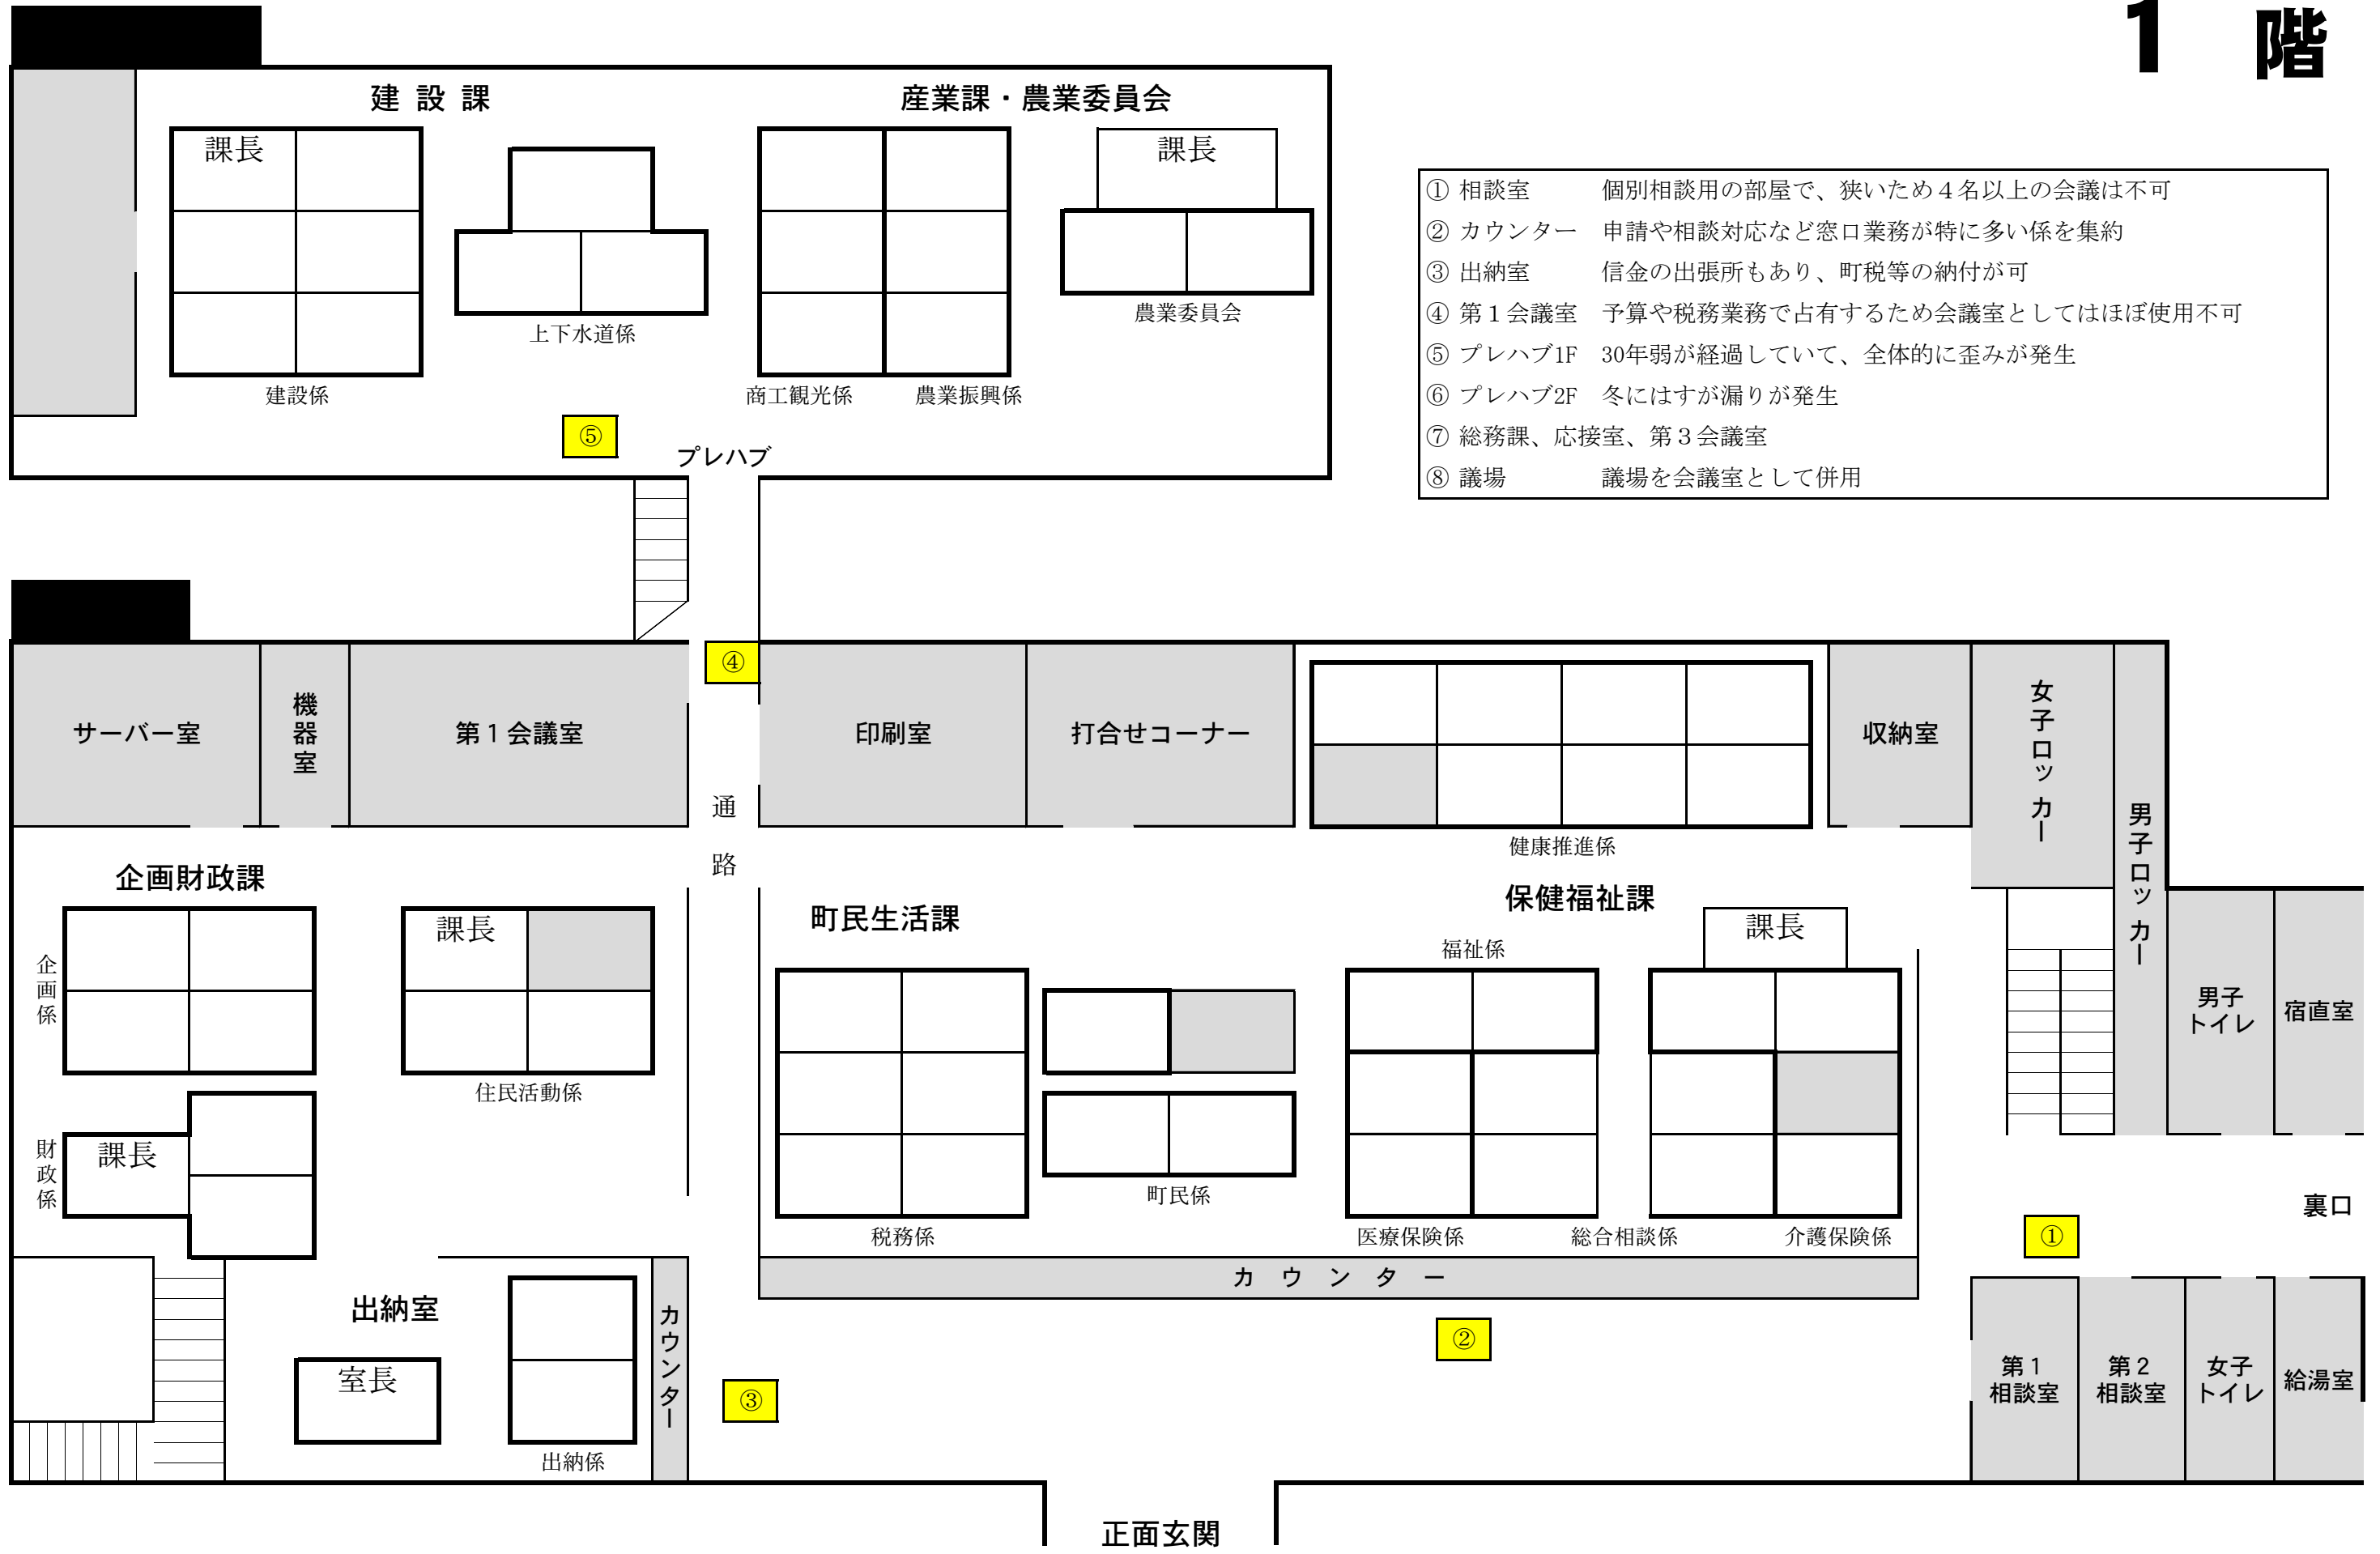 1 階
建 設 課
産業課・農業委員会
課長
課長
上下水道係
農業委員会
建設係
商工観光係
農業振興係
⑤
プレハブ
① 相談室 個別相談用の部屋で、狭いため４名以上の会議は不可
② カウンター 申請や相談対応など窓口業務が特に多い係を集約
③ 出納室 信金の出張所もあり、町税等の納付が可
④ 第１会議室 予算や税務業務で占有するため会議室としてはほぼ使用不可
⑤ プレハブ1F 30年弱が経過していて、全体的に歪みが発生
⑥ プレハブ2F 冬にはすが漏りが発生
⑦ 総務課、応接室、第３会議室
⑧ 議場 議場を会議室として併用
④
サーバー室
機器室
第１会議室
通路
印刷室
打合せコーナー
健康推進係
収納室
女子ロッカー
男子ロッカー
企画財政課
町民生活課
保健福祉課
企画係
課長
住民活動係
財政係
課長
福祉係
課長
税務係
町民係
医療保険係
総合相談係
介護保険係
男子
トイレ
宿直室
裏口
①
カウンター
出納室
室長
出納係
カウンター
③
②
第１
相談室
第２
相談室
女子
トイレ
給湯室
正面玄関